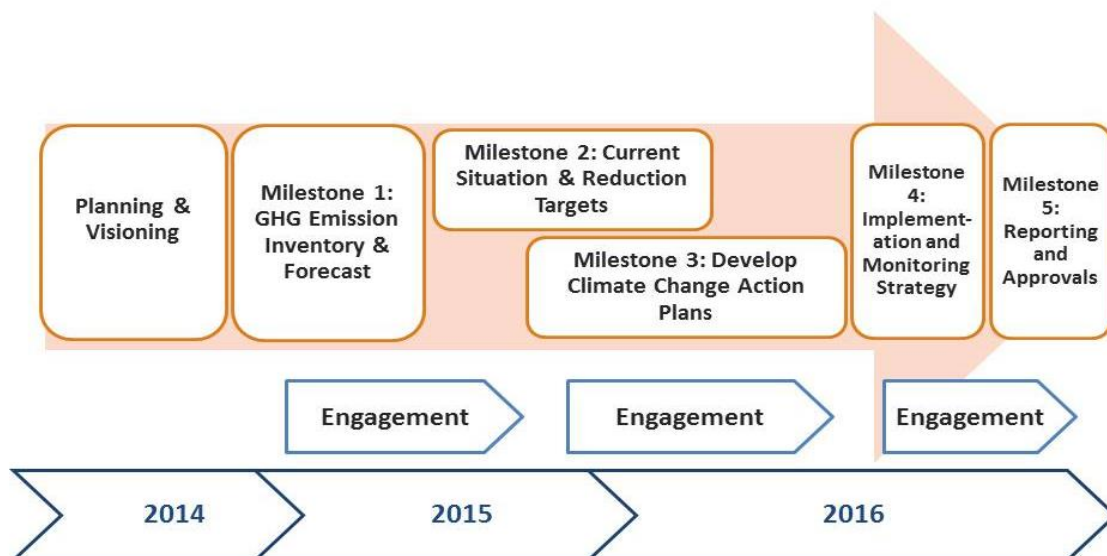 Planning &
Visioning
Milestone 1:
GHG Emission
Inventory &
Forecast
Milestone 2: Current
Situation & Reduction
Targets
Milestone 3: Develop
Climate Change Action
Plans
Milestone
4:
Implement-
ation and
Monitoring
Strategy
Milestone
5:
Reporting
and
Approvals
Engagement
Engagement
Engagement
2014
2015
2016